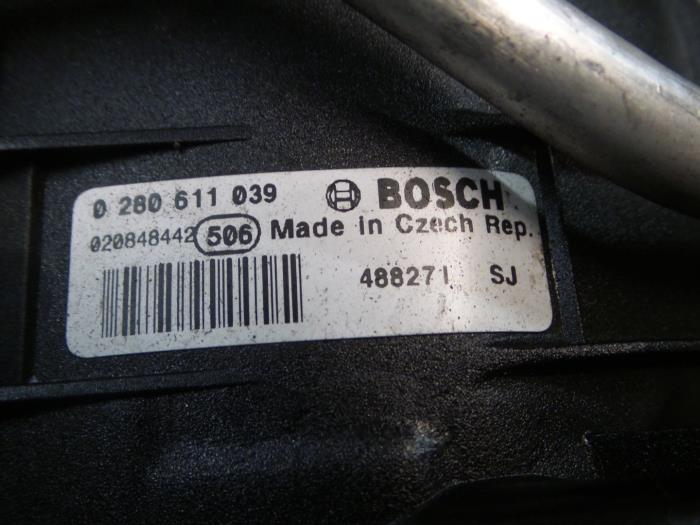 0 280 611 039 BOSCH
020848442 506 Made in Czech Rep.
488271 SJ